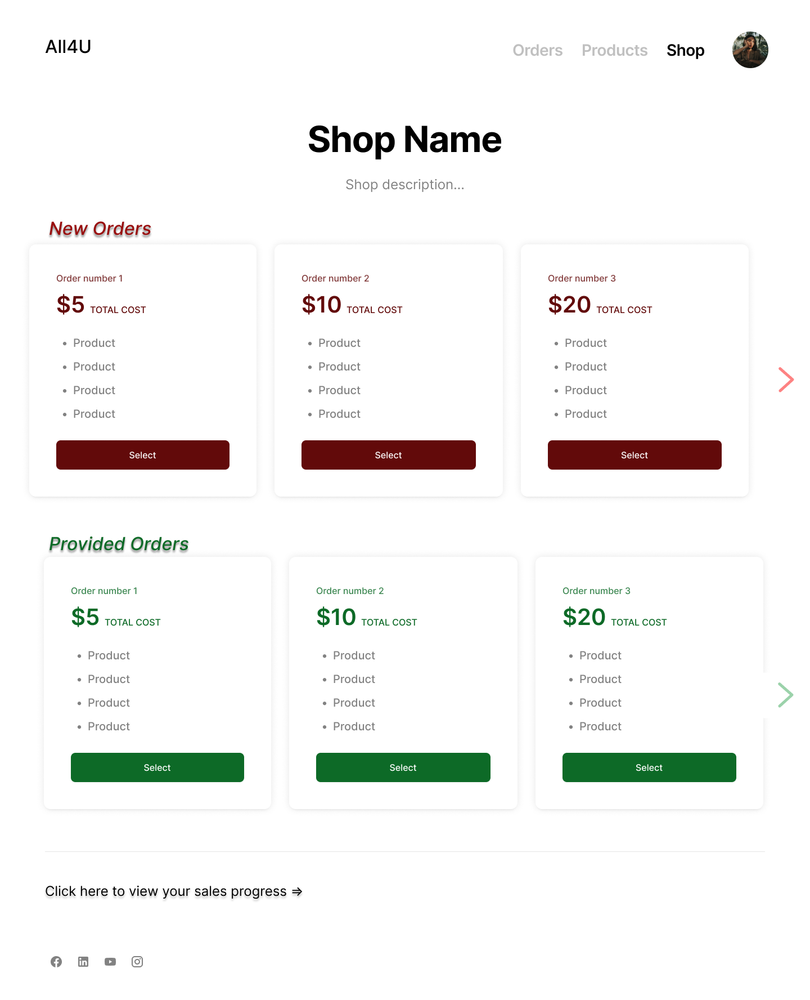 All4U
Orders Products Shop
Shop Name
Shop description...
New Orders
Order number 1
$5 TOTAL COST
• Product
• Product
• Product
• Product
Select
Order number 2
$10 TOTAL COST
• Product
• Product
• Product
• Product
Select
Order number 3
$20 TOTAL COST
• Product
• Product
• Product
• Product
Select
Provided Orders
Order number 1
$5 TOTAL COST
• Product
• Product
• Product
• Product
Select
Order number 2
$10 TOTAL COST
• Product
• Product
• Product
• Product
Select
Order number 3
$20 TOTAL COST
• Product
• Product
• Product
• Product
Select
Click here to view your sales progress ⇒